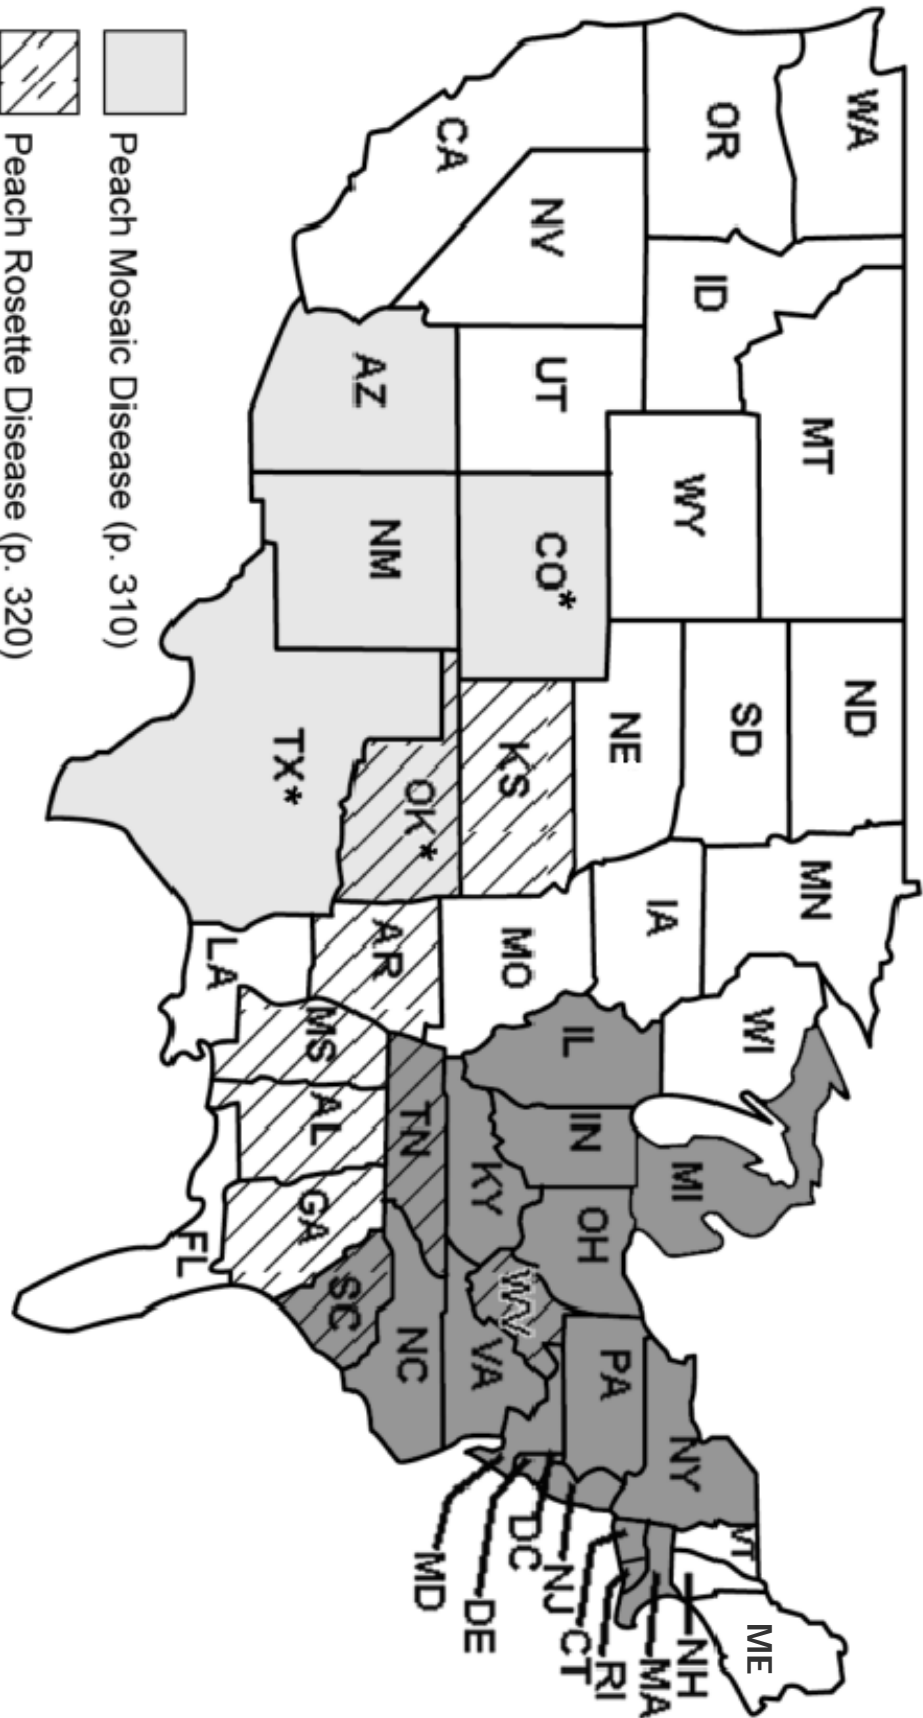 WA
OR
CA
NV
ID
MT
UT
AZ
WY
CO*
NM
ND
SD
NE
KS
OK*
TX*
MN
IA
MO
AR
LA
WI
IL
MS
AL
TN
KY
IN
MI
OH
GA
FL
SC
NC
WV
VA
PA
NY
VT
ME
NH
MA
RI
CT
NJ
DC
DE
MD
Peach Mosaic Disease (p. 310)
Peach Rosette Disease (p. 320)